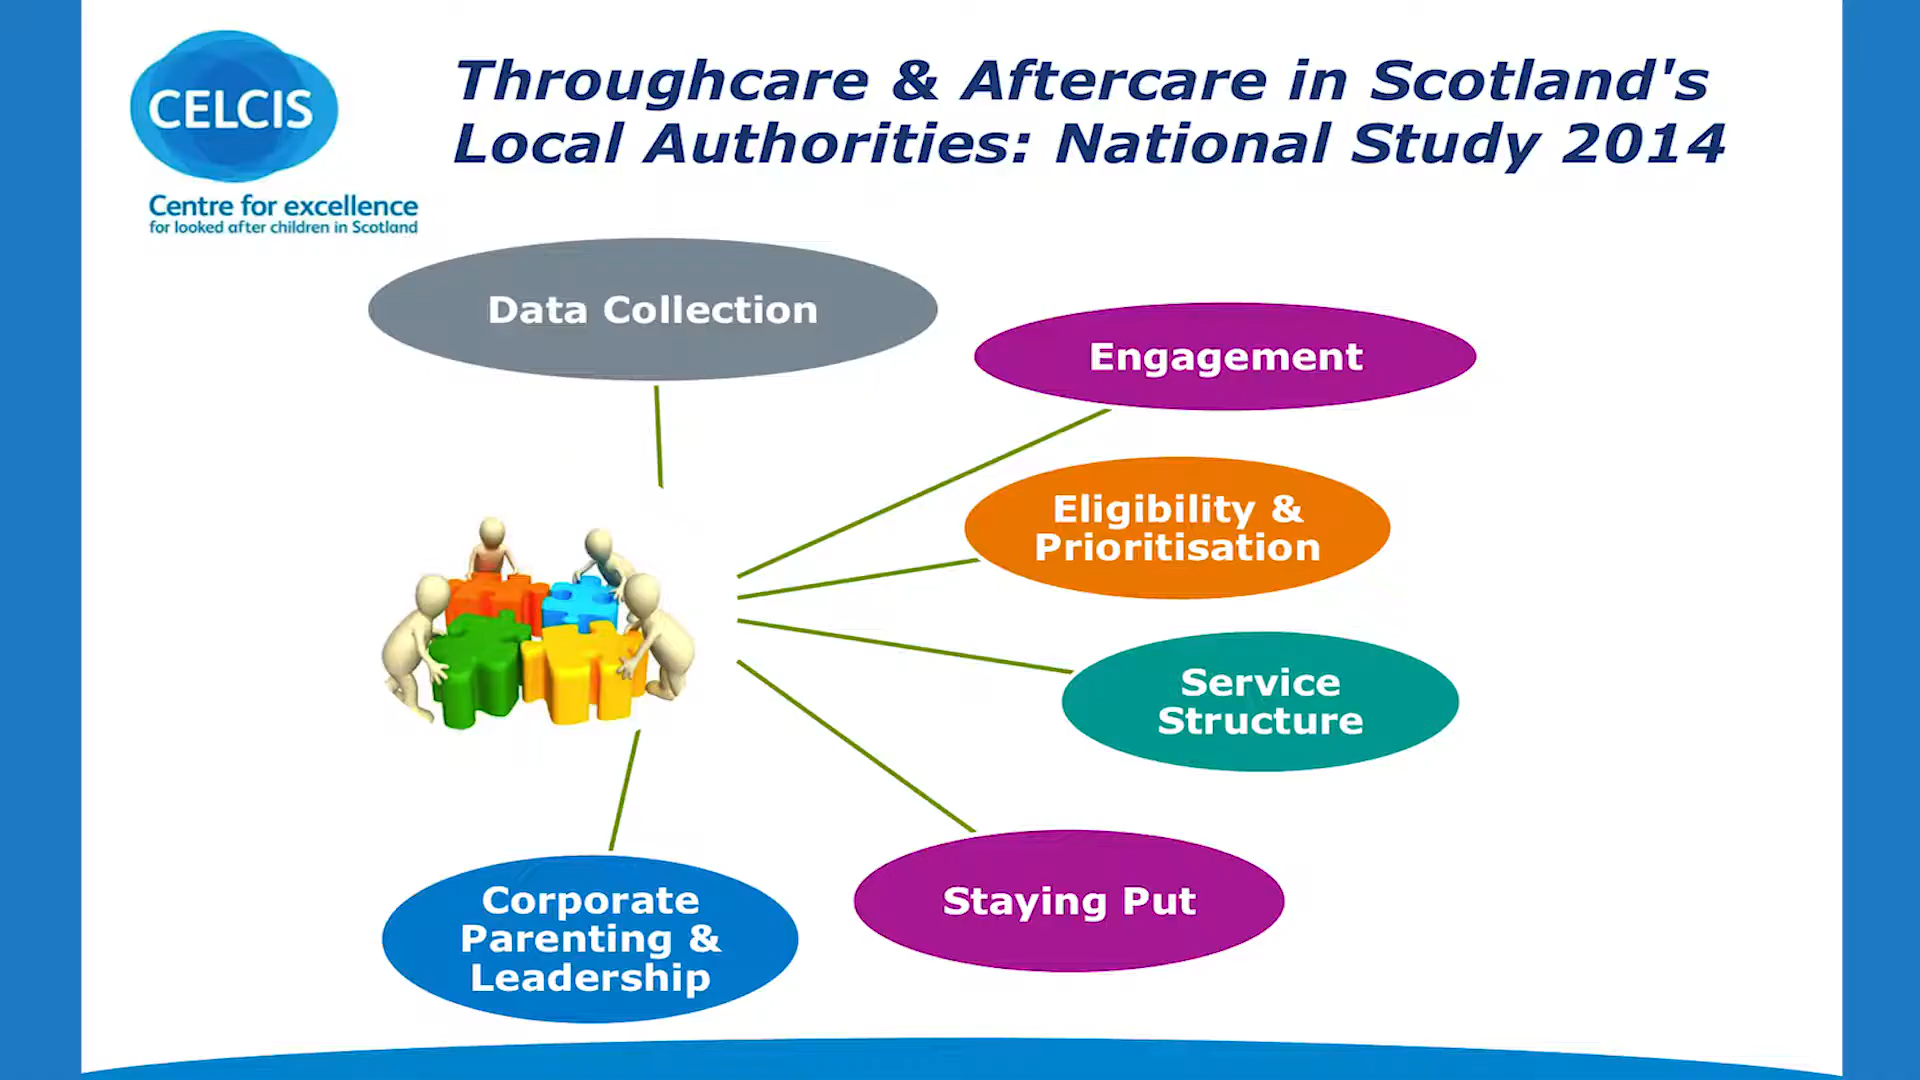 CELCIS
Centre for excellence
for looked after children in Scotland
Throughcare & Aftercare in Scotland's
Local Authorities: National Study 2014
Data Collection
Engagement
Eligibility &
Prioritisation
Service
Structure
Staying Put
Corporate
Parenting &
Leadership